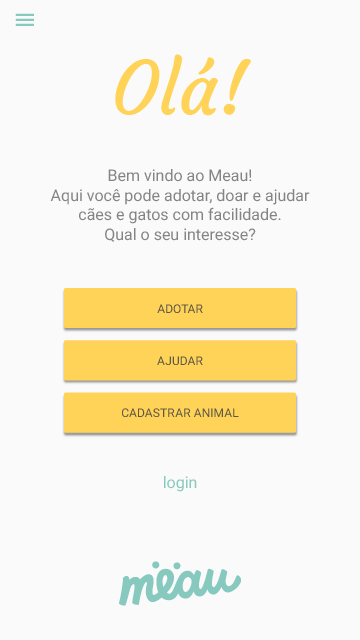 Olá!
Bem vindo ao Meau!
Aqui você pode adotar, doar e ajudar
cães e gatos com facilidade.
Qual o seu interesse?
ADOTAR
AJUDAR
CADASTRAR ANIMAL
login
mëau